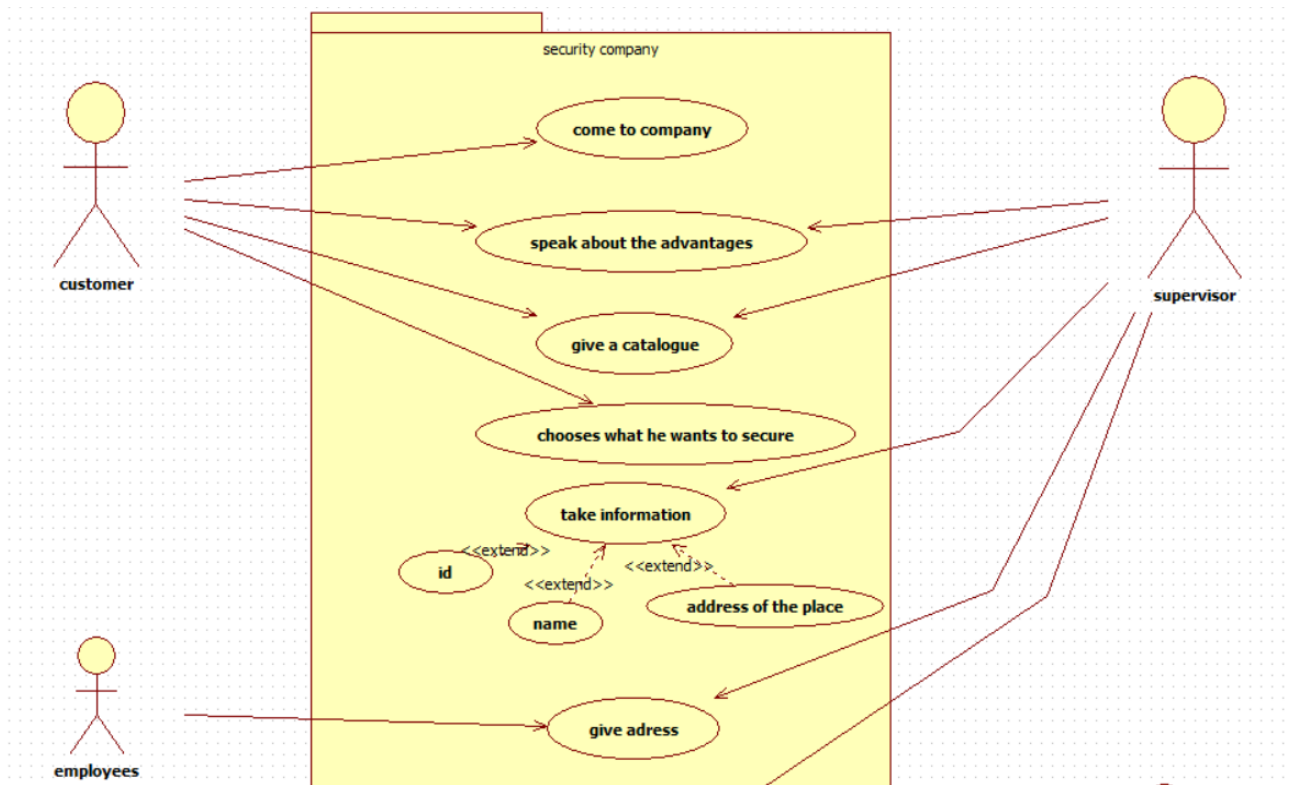 security company
come to company
speak about the advantages
customer
supervisor
give a catalogue
chooses what he wants to secure
take information
<<extend>>
<<extend>>
id
<<extend>>
address of the place
name
give adress
employees